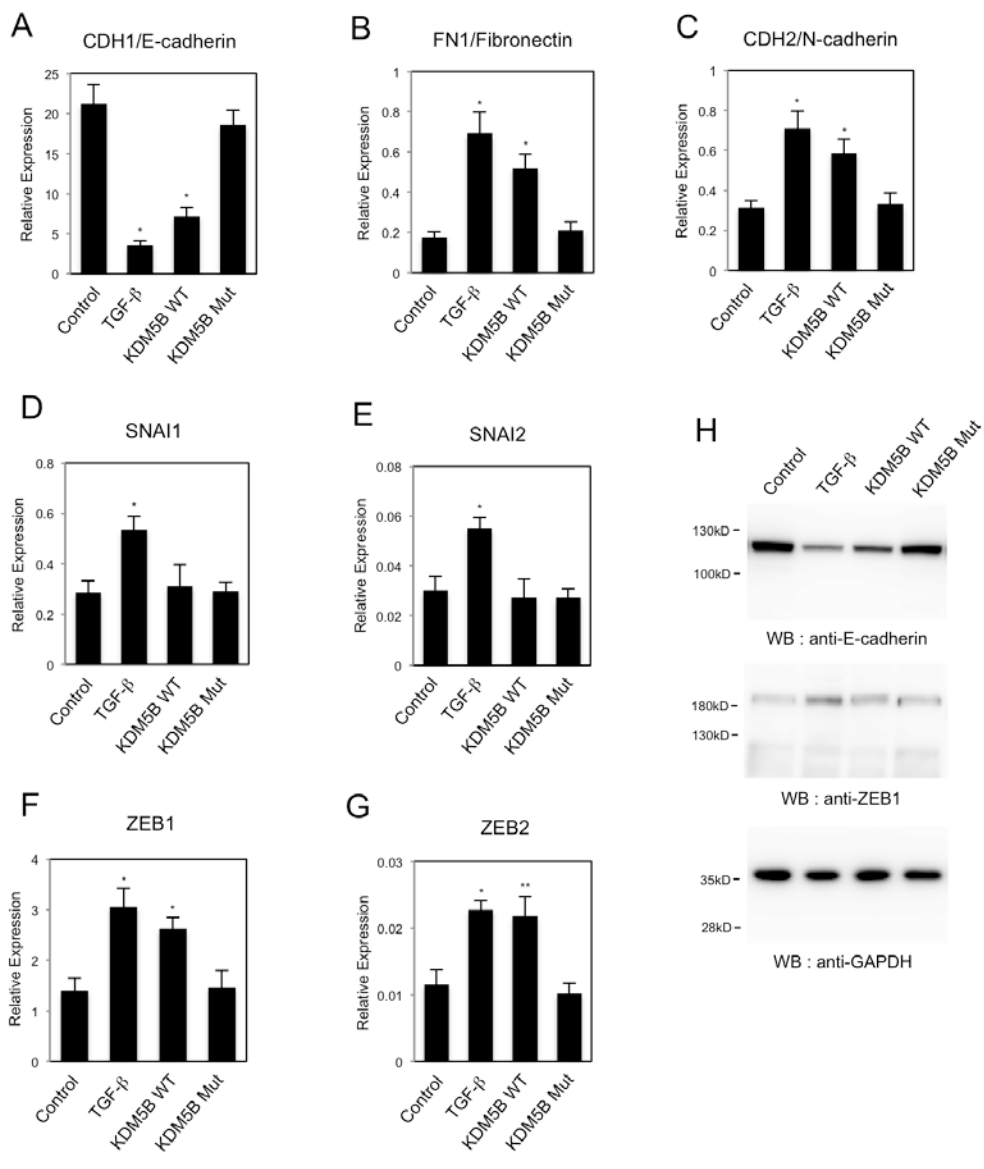 A
CDH1/E-cadherin
Relative Expression
25
20
15
10
5
0
Control
TGF-β
KDM5B WT
KDM5B Mut
*
*
B
FN1/Fibronectin
Relative Expression
1
0.8
0.6
0.4
0.2
0
Control
TGF-β
KDM5B WT
KDM5B Mut
*
*
C
CDH2/N-cadherin
Relative Expression
1
0.8
0.6
0.4
0.2
0
Control
TGF-β
KDM5B WT
KDM5B Mut
*
*
D
SNAI1
Relative Expression
0.8
0.6
0.4
0.2
0
Control
TGF-β
KDM5B WT
KDM5B Mut
*
E
SNAI2
Relative Expression
0.08
0.06
0.04
0.02
0
Control
TGF-β
KDM5B WT
KDM5B Mut
*
F
ZEB1
Relative Expression
4
3
2
1
0
Control
TGF-β
KDM5B WT
KDM5B Mut
*
*
G
ZEB2
Relative Expression
0.03
0.02
0.01
0.00
Control
TGF-β
KDM5B WT
KDM5B Mut
*
**
H
Control
TGF-β
KDM5B WT
KDM5B Mut
130kD
100kD
WB : anti-E-cadherin
180kD
130kD
WB : anti-ZEB1
35kD
28kD
WB : anti-GAPDH